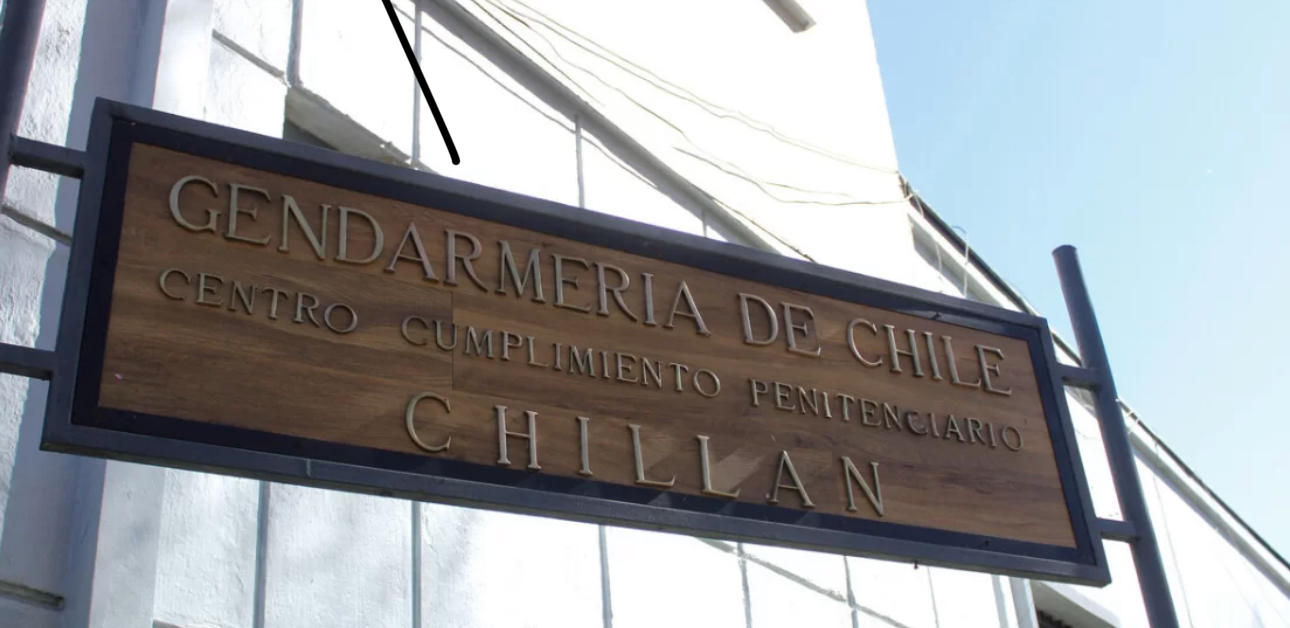 GENDARMERIA DE CHILE
CENTRO CUMPLIMIENTO PENITENCIARIO
CHILLAN